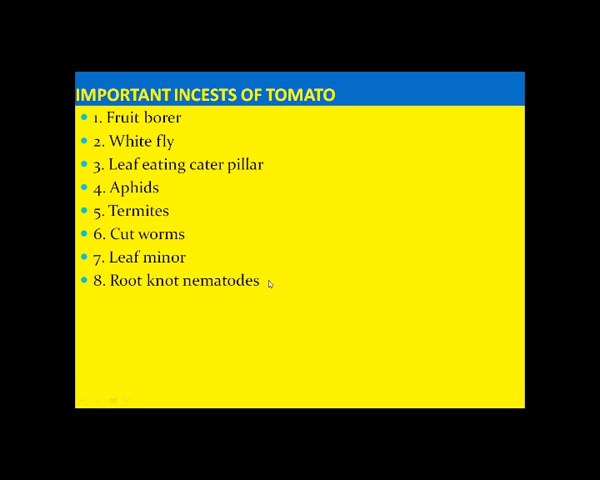 IMPORTANT INCESTS OF TOMATO
1. Fruit borer
2. White fly
3. Leaf eating cater pillar
4. Aphids
5. Termites
6. Cut worms
7. Leaf minor
8. Root knot nematodes